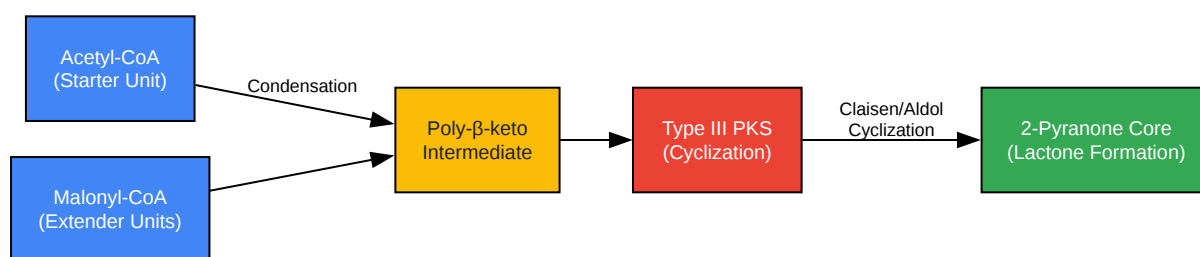 Acetyl-CoA
(Starter Unit)
Condensation
Malonyl-CoA
(Extender Units)
Poly-β-keto
Intermediate
Type III PKS
(Cyclization)
Claisen/Aldol
Cyclization
2-Pyranone Core
(Lactone Formation)